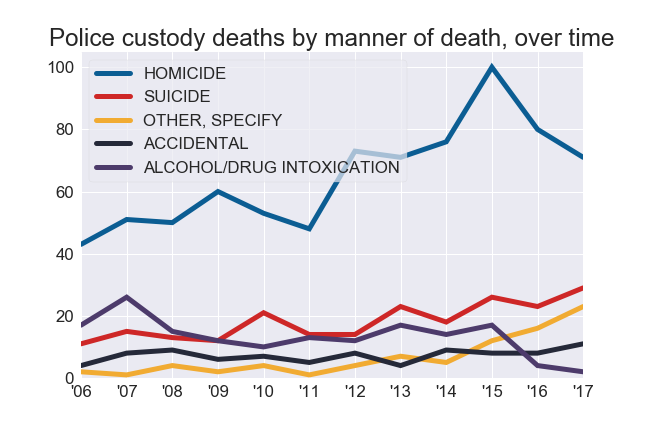 Police custody deaths by manner of death, over time
100
80
60
40
20
0
HOMICIDE
SUICIDE
OTHER, SPECIFY
ACCIDENTAL
ALCOHOL/DRUG INTOXICATION
'06 '07 '08 '09 '10 '11 '12 '13 '14 '15 '16 '17